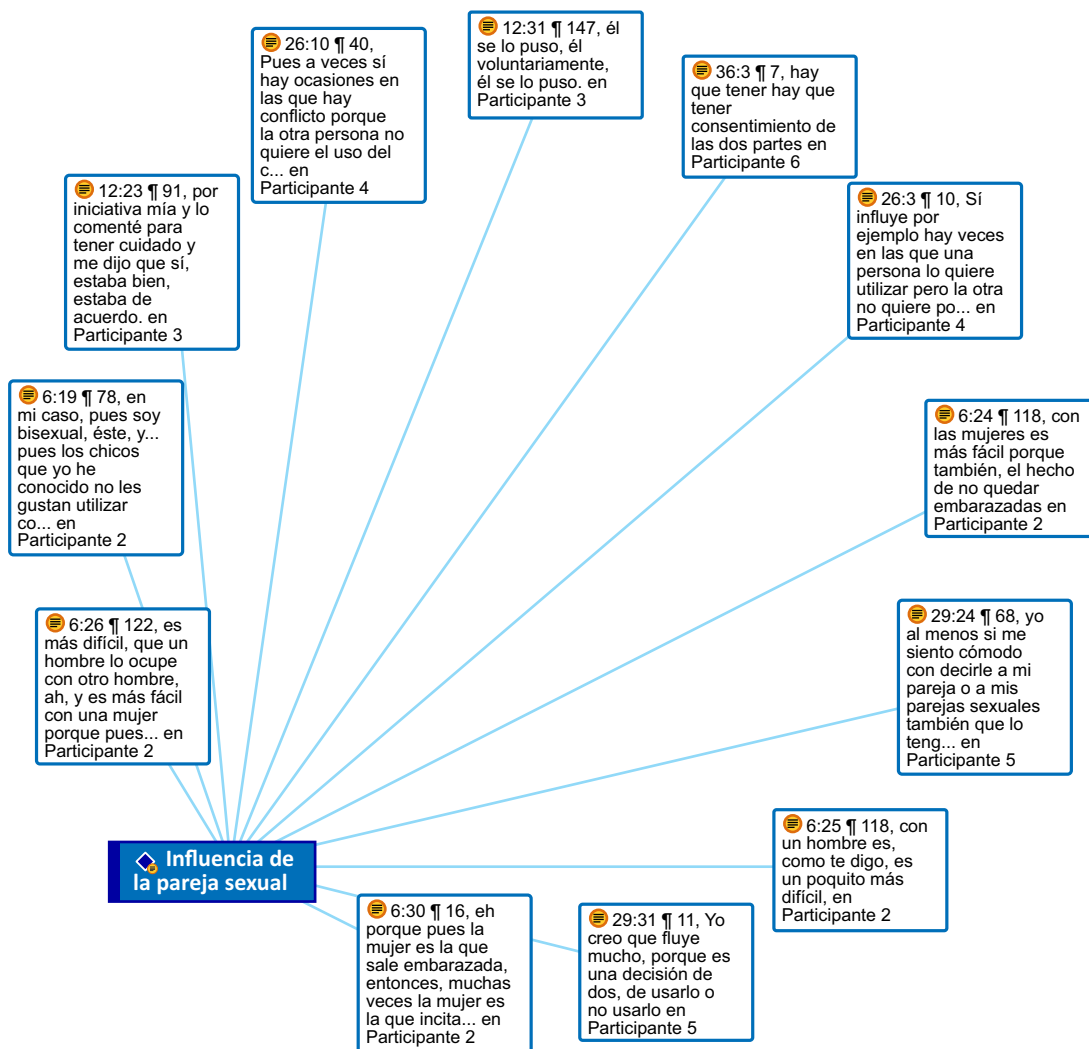 12:31 ¶ 147, él
se lo puso, él
voluntariamente,
él se lo puso. en
Participante 3
26:10 ¶ 40,
Pues a veces sí
hay ocasiones en
las que hay
conflicto porque
la otra persona no
quiere el uso del
c... en
Participante 4
36:3 ¶ 7, hay
que tener hay que
tener
consentimiento de
las dos partes en
Participante 6
12:23 ¶ 91, por
iniciativa mía y lo
comenté para
tener cuidado y
me dijo que sí,
estaba bien,
estaba de
acuerdo. en
Participante 3
26:3 ¶ 10, Sí
influye por
ejemplo hay veces
en las que una
persona lo quiere
utilizar pero la otra
no quiere po... en
Participante 4
6:19 ¶ 78, en
mi caso, pues soy
bisexual, éste, y...
pues los chicos
que yo he
conocido no les
gustan utilizar
co... en
Participante 2
6:24 ¶ 118, con
las mujeres es
más fácil porque
también, el hecho
de no quedar
embarazadas en
Participante 2
6:26 ¶ 122, es
más difícil, que un
hombre lo ocupe
con otro hombre,
ah, y es más fácil
con una mujer
porque pues... en
Participante 2
29:24 ¶ 68, yo
al menos si me
siento cómodo
con decirle a mi
pareja o a mis
parejas sexuales
también que lo
teng... en
Participante 5
6:25 ¶ 118, con
un hombre es,
como te digo, es
un poquito más
difícil, en
Participante 2
Influencia de
la pareja sexual
6:30 ¶ 16, eh
porque pues la
mujer es la que
sale embarazada,
entonces, muchas
veces la mujer es
la que incita... en
Participante 2
29:31 ¶ 11, Yo
creo que fluye
mucho, porque es
una decisión de
dos, de usarlo o
no usarlo en
Participante 5